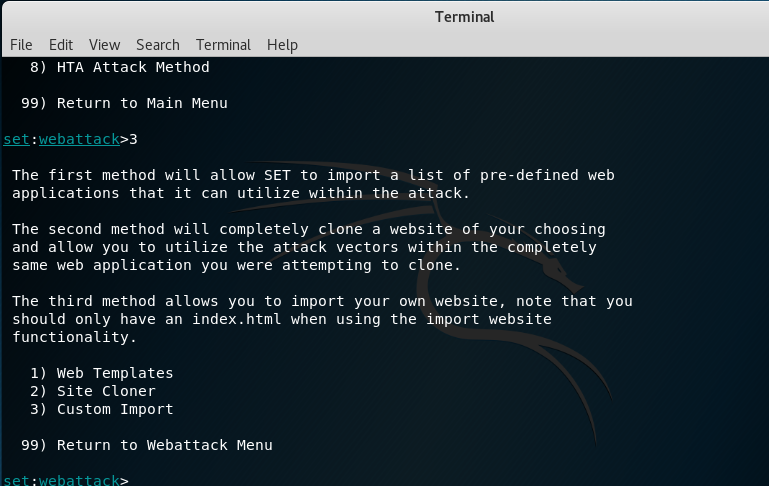 Terminal
File Edit View Search Terminal Help
8) HTA Attack Method
99) Return to Main Menu
set:webattack>3
The first method will allow SET to import a list of pre-defined web
applications that it can utilize within the attack.
The second method will completely clone a website of your choosing
and allow you to utilize the attack vectors within the completely
same web application you were attempting to clone.
The third method allows you to import your own website, note that you
should only have an index.html when using the import website
functionality.
1) Web Templates
2) Site Cloner
3) Custom Import
99) Return to Webattack Menu
set:webattack>